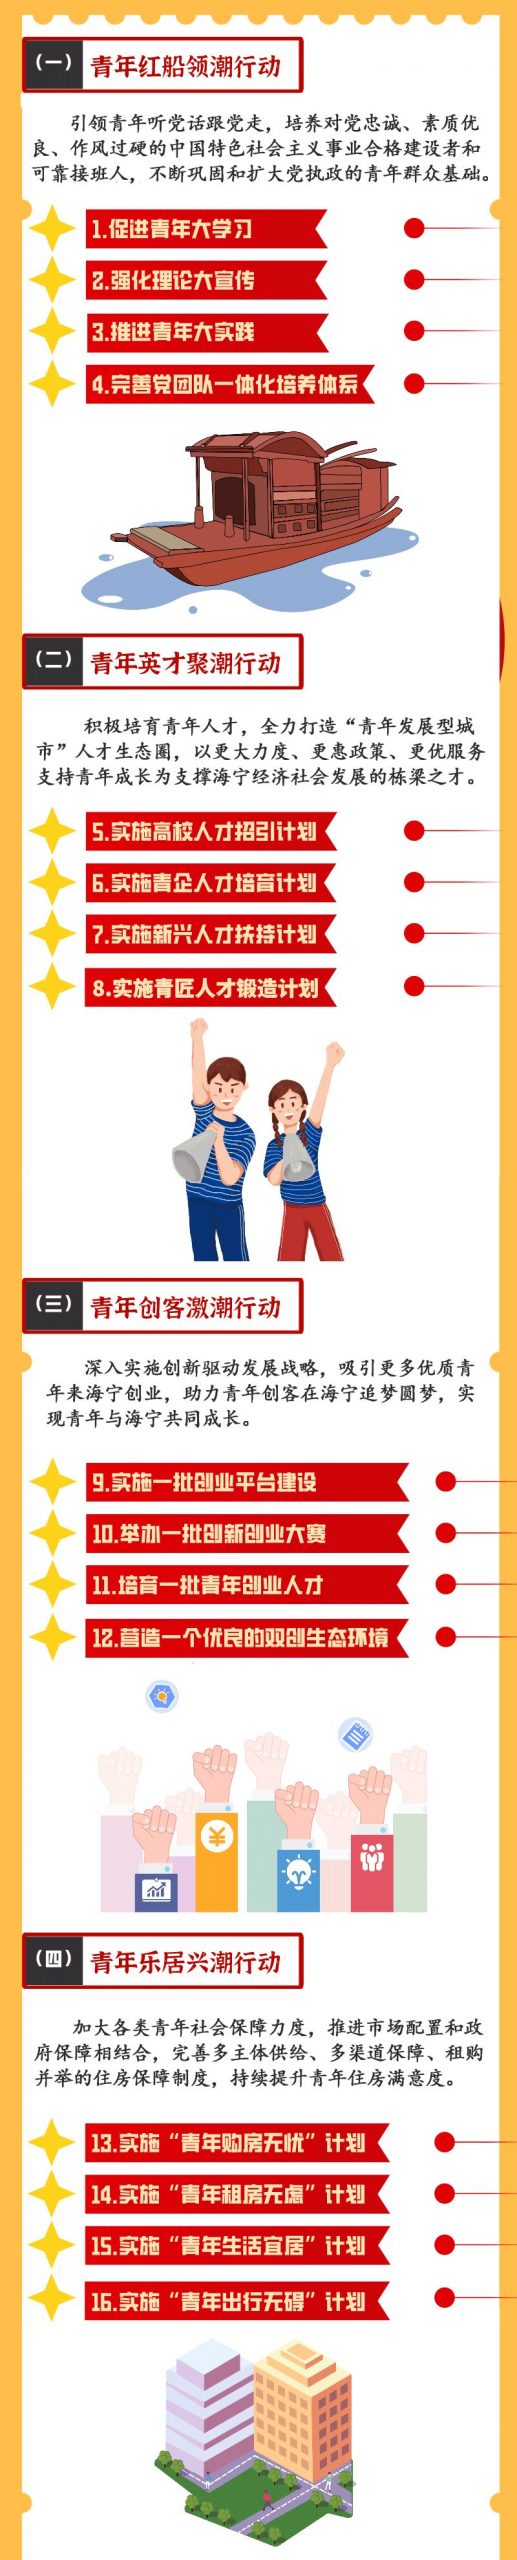 （一）
青年红船领潮行动
引领青年听党话跟党走，培养对党忠诚、素质优
良、作风过硬的中国特色社会主义事业合格建设者和
可靠接班人，不断巩固和扩大党执政的青年群众基础。
1.促进青年大学习
2.强化理论大宣传
3.推进青年大实践
4.完善党团队一体化培养体系
（二）
青年英才聚潮行动
积极培育青年人才，全力打造“青年发展型城
市”人才生态圈，以更大力度、更惠政策、更优服务
支持青年成长为支撑海宁经济社会发展的栋梁之才。
5.实施高校人才招引计划
6.实施青企人才培育计划
7.实施新兴人才扶持计划
8.实施青匠人才锻造计划
（三）
青年创客激潮行动
深入实施创新驱动发展战略，吸引更多优质青
年来海宁创业，助力青年创客在海宁追梦圆梦，实
现青年与海宁共同成长。
9.实施一批创业平台建设
10.举办一批创新创业大赛
11.培育一批青年创业人才
12.营造一个优良的双创生态环境
¥
（四）
青年乐居兴潮行动
加大各类青年社会保障力度，推进市场配置和政
府保障相结合，完善多主体供给、多渠道保障、租购
并举的住房保障制度，持续提升青年住房满意度。
13.实施“青年购房无忧”计划
14.实施“青年租房无虑”计划
15.实施“青年生活宜居”计划
16.实施“青年出行无碍”计划